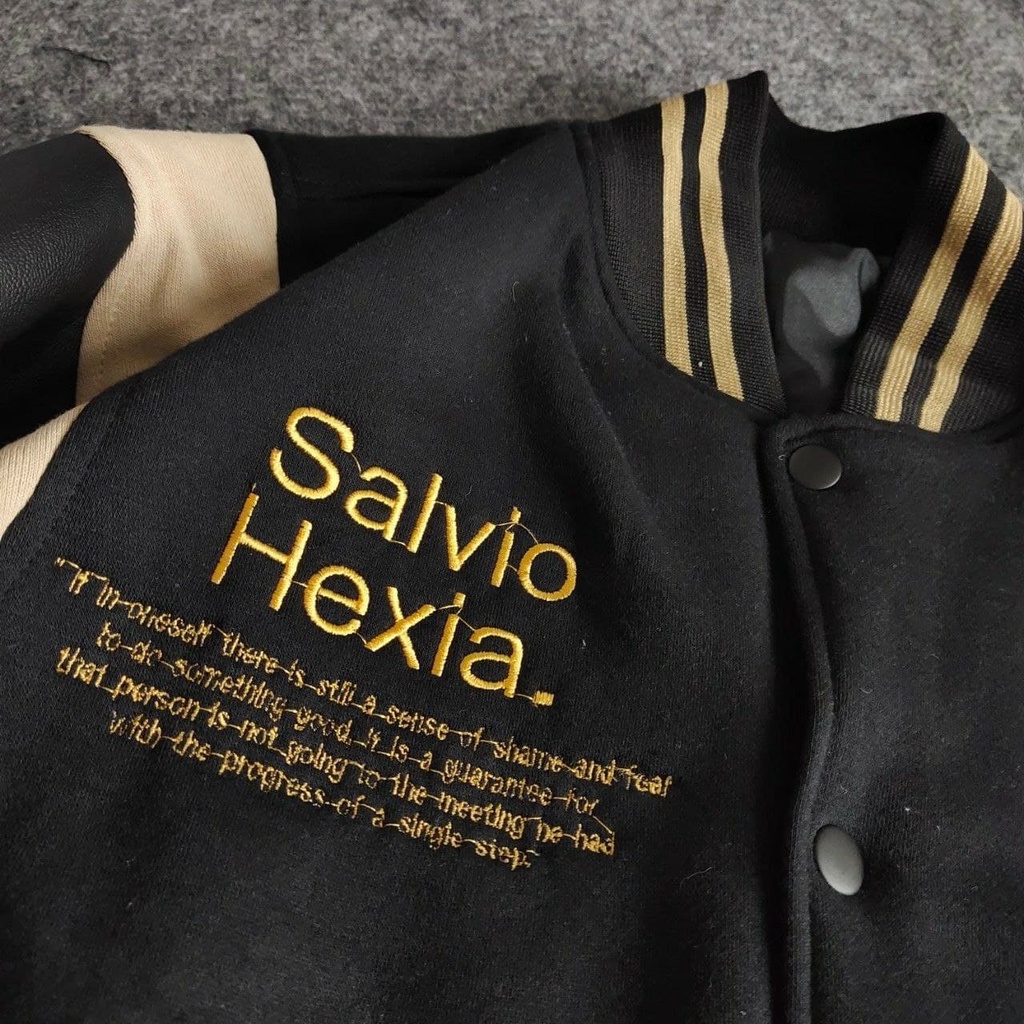 Salvio
Hexia.
"If in oneself there is still a sense of shame and fear
to do something good, it is a guarantee for
that person is not going to the meeting he had
with the progress of a single step."